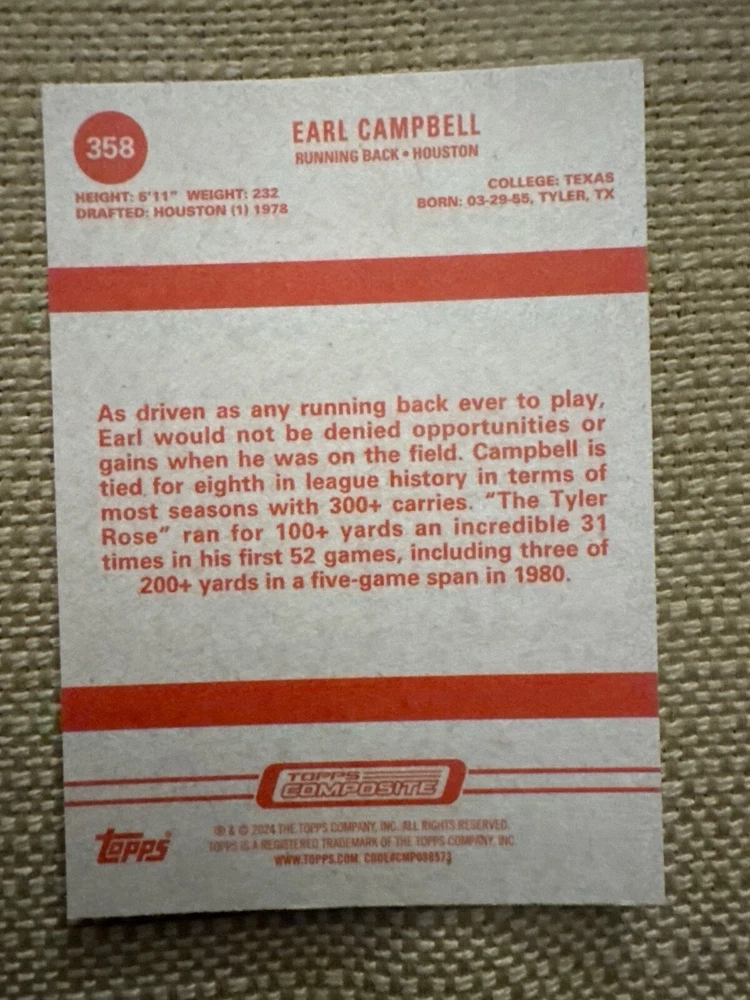 358
EARL CAMPBELL
RUNNING BACK • HOUSTON
HEIGHT: 5'11" WEIGHT: 232
DRAFTED: HOUSTON (1) 1978
COLLEGE: TEXAS
BORN: 03-29-55, TYLER, TX
As driven as any running back ever to play,
Earl would not be denied opportunities or
gains when he was on the field. Campbell is
tied for eighth in league history in terms of
most seasons with 300+ carries. "The Tyler
Rose" ran for 100+ yards an incredible 31
times in his first 52 games, including three of
200+ yards in a five-game span in 1980.
TOPPS
COMPOSITE
topps
® & © 2024 THE TOPPS COMPANY, INC. ALL RIGHTS RESERVED.
TOPPS IS A REGISTERED TRADEMARK OF THE TOPPS COMPANY, INC.
WWW.TOPPS.COM CODE#CMP098573